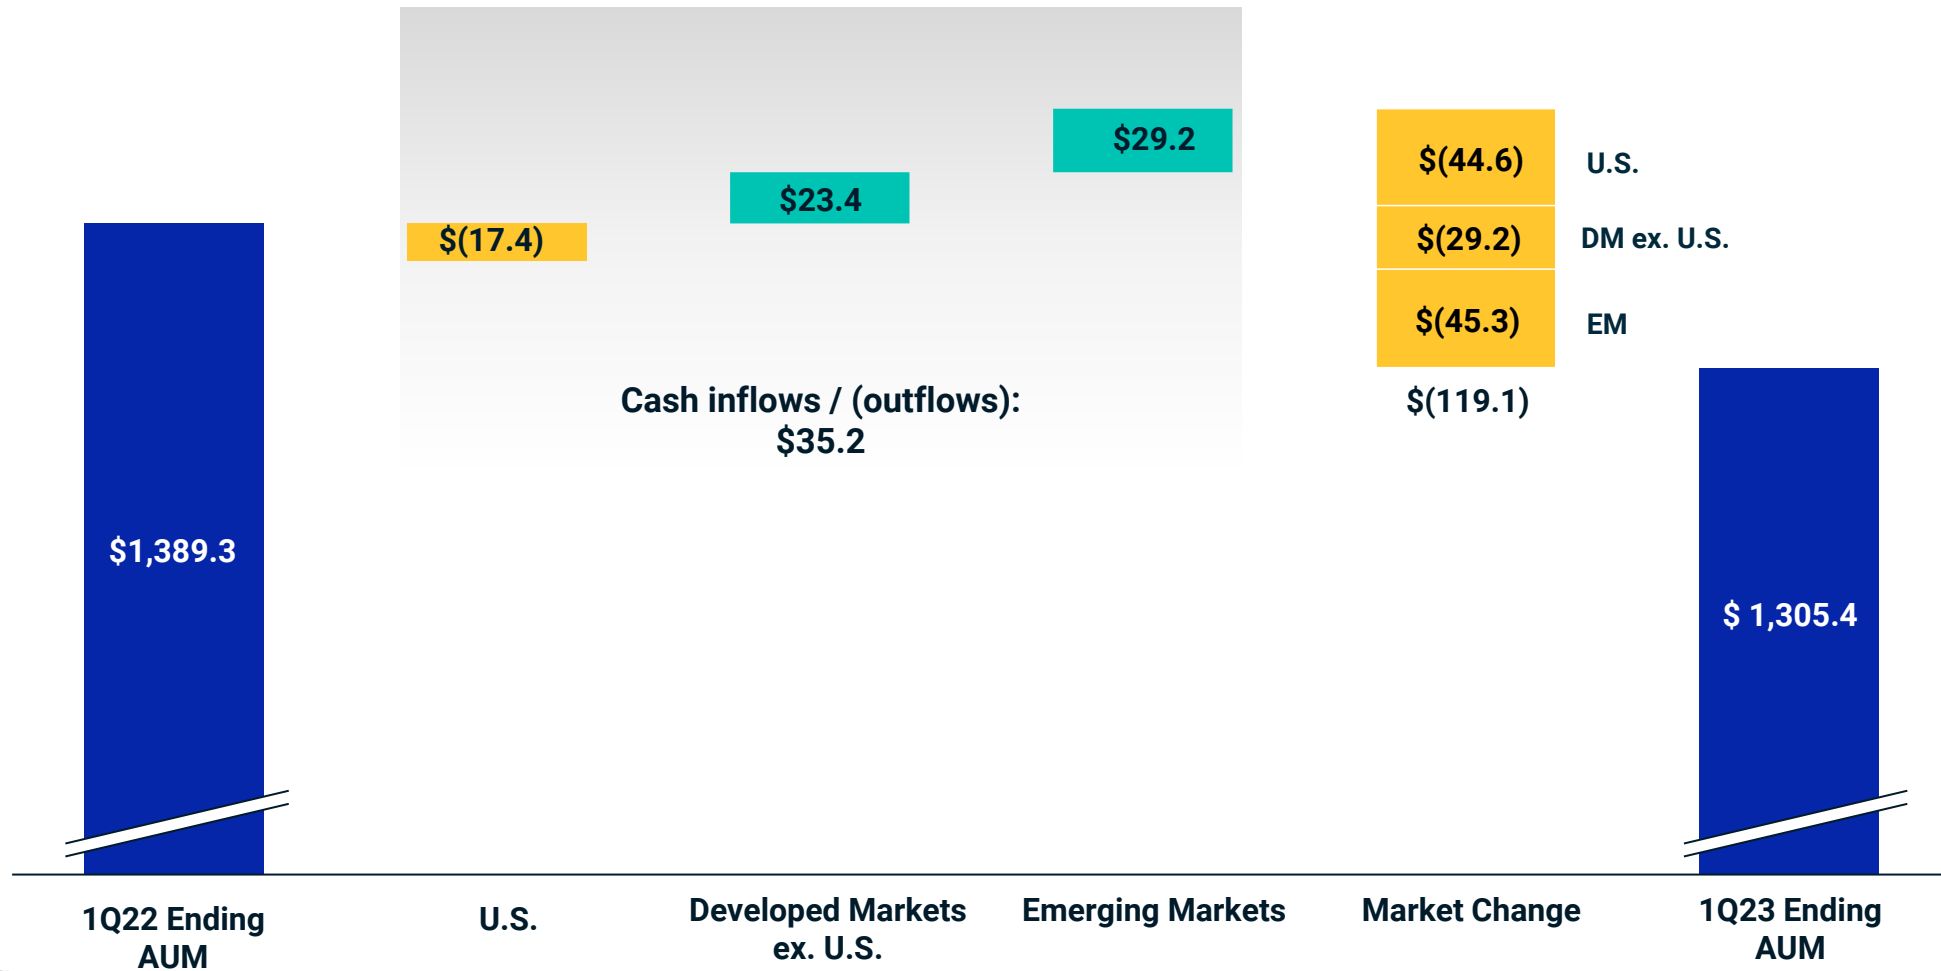 $29.2
$(44.6)
U.S.
$23.4
$(17.4)
$(29.2)
DM ex. U.S.
$(45.3)
EM
Cash inflows / (outflows):
$35.2
$(119.1)
$1,389.3
$ 1,305.4
1Q22 Ending
AUM
U.S.
Developed Markets
ex. U.S.
Emerging Markets
Market Change
1Q23 Ending
AUM